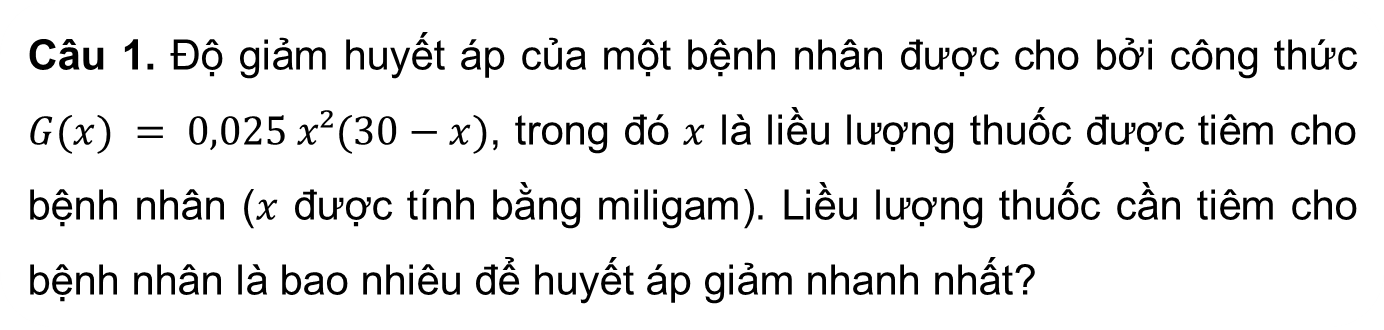 Câu 1. Độ giảm huyết áp của một bệnh nhân được cho bởi công thức
G(x) = 0,025 x²(30 − x), trong đó x là liều lượng thuốc được tiêm cho
bệnh nhân (x được tính bằng miligam). Liều lượng thuốc cần tiêm cho
bệnh nhân là bao nhiêu để huyết áp giảm nhanh nhất?